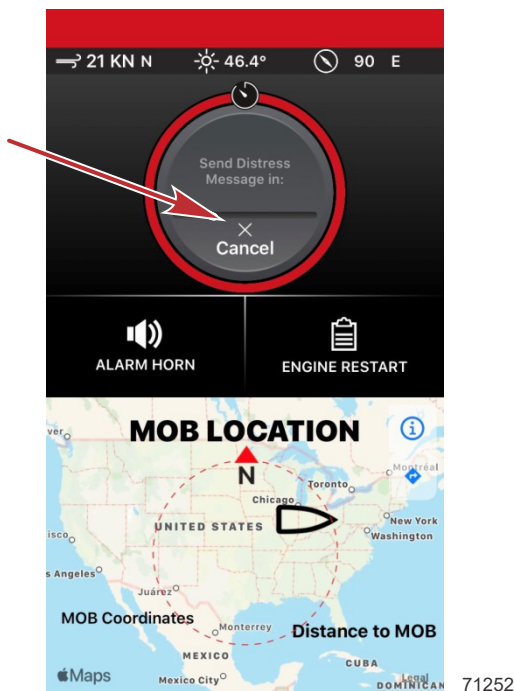 21 KN N 46.4° 90 E
Send Distress
Message in:
Cancel
ALARM HORN ENGINE RESTART
MOB LOCATION
N
Montréal
Toronto
Chicago
UNITED STATES
New York
Washington
isco
s Angeles
Juárez
MOB Coordinates
Monterrey
Distance to MOB
MEXICO
CUBA
Maps
Mexico City
Legal
DOMINICAN
71252